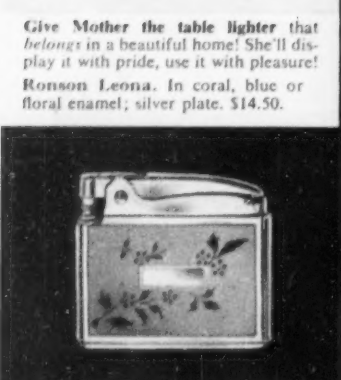 Give Mother the table lighter that
belongs in a beautiful home! She'll dis-
play it with pride, use it with pleasure!
Ronson Leona. In coral, blue or
floral enamel; silver plate. $14.50.